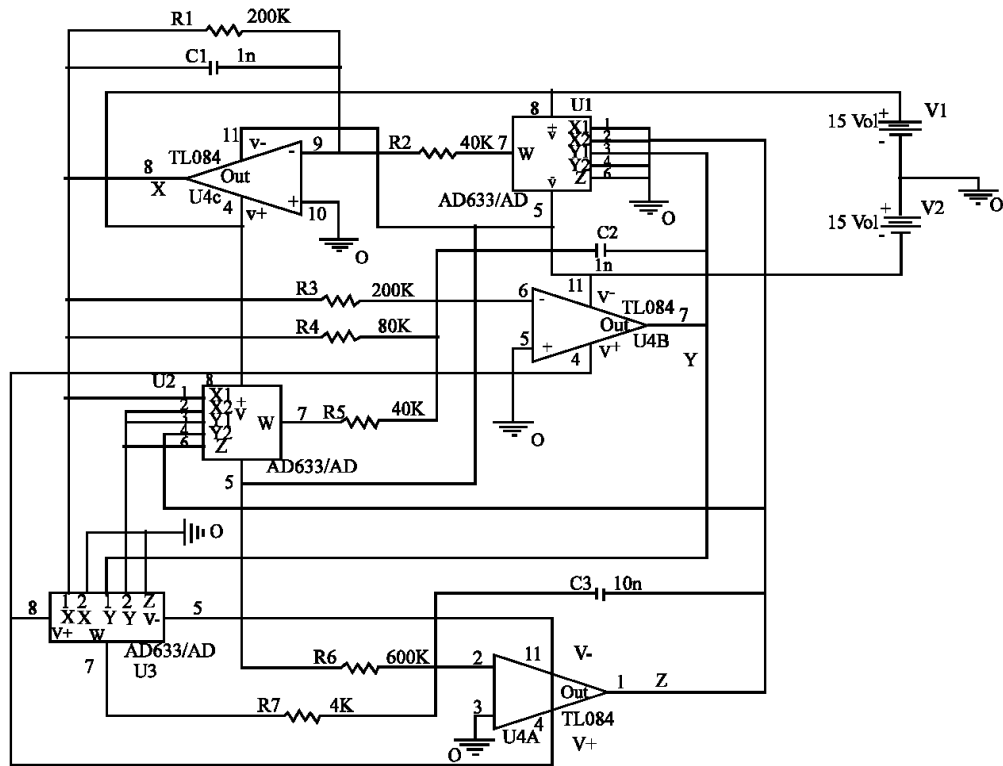 R1 200K
C1 1n
8 U1
V1
15 Vol + -
11 V- 9 -
R2 40K 7 W
+ V
X1 1
X2 2
Y1 3
Y2 4
Z 6
8 TL084
X Out
U4c
4 V+ + 10
O
- V
AD633/AD
5
O
O
V2
15 Vol + -
C2
1n
R3 200K 6 -
11 V- TL084
Out 7
R4 80K 5 +
U4B
4 V+
Y
U2 8
1 X1
2 X2
3 Y1
4 Y2
6 Z
+ V
W 7 R5 40K
O
AD633/AD
5
O
C3 10n
8
1 2 1 2 Z
X X Y Y V-
5
V+ W
AD633/AD
7 U3
R6 600K 2 11 V-
Out 1 Z
R7 4K 3
4 TL084
O U4A
V+